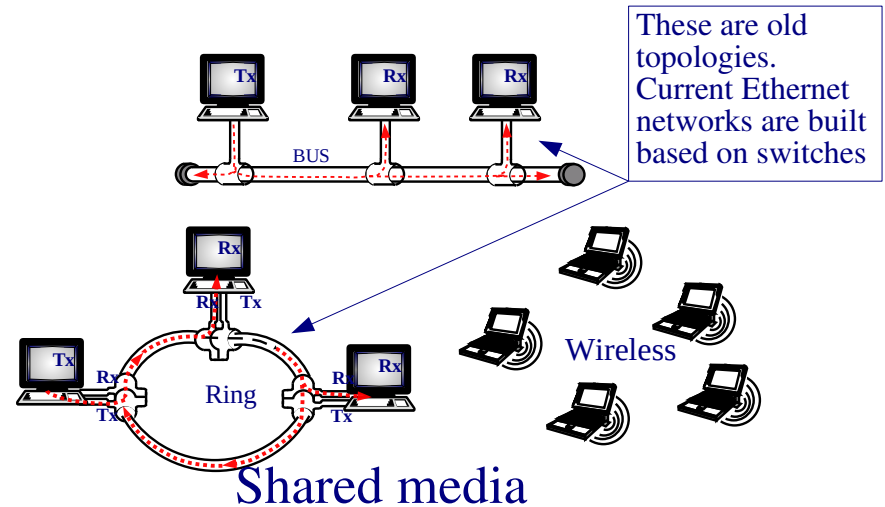 These are old
topologies.
Current Ethernet
networks are built
based on switches
Tx
Rx
Rx
BUS
Rx
Rx
Tx
Tx
Rx
Tx
Ring
Rx
Rx
Tx
Wireless
Shared media